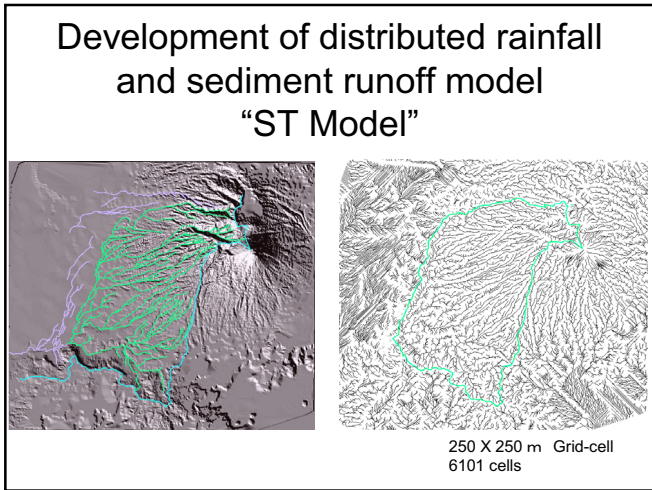 Development of distributed rainfall
and sediment runoff model
“ST Model”
250 X 250 ｍ Grid-cell
6101 cells